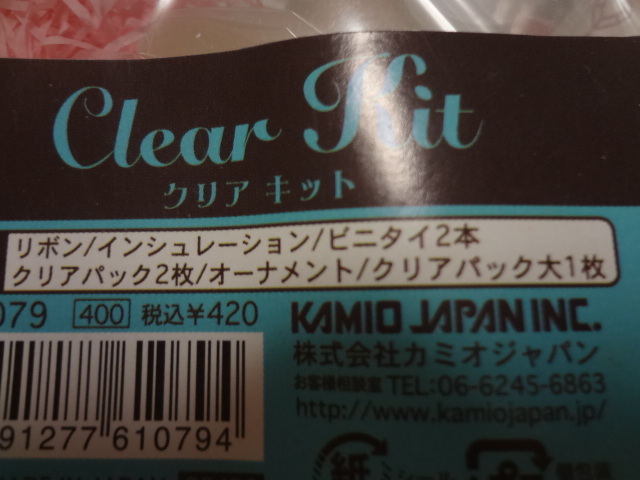 Clear Kit
クリア キット
リボン/インシュレーション/ビニタイ2本
クリアパック2枚/オーナメント/クリアパック大1枚
079 400 税込¥420
KAMIO JAPAN INC.
株式会社カミオジャパン
お客様相談室 TEL:06-6245-6863
http://www.kamiojapan.jp/
91277 610794
紙